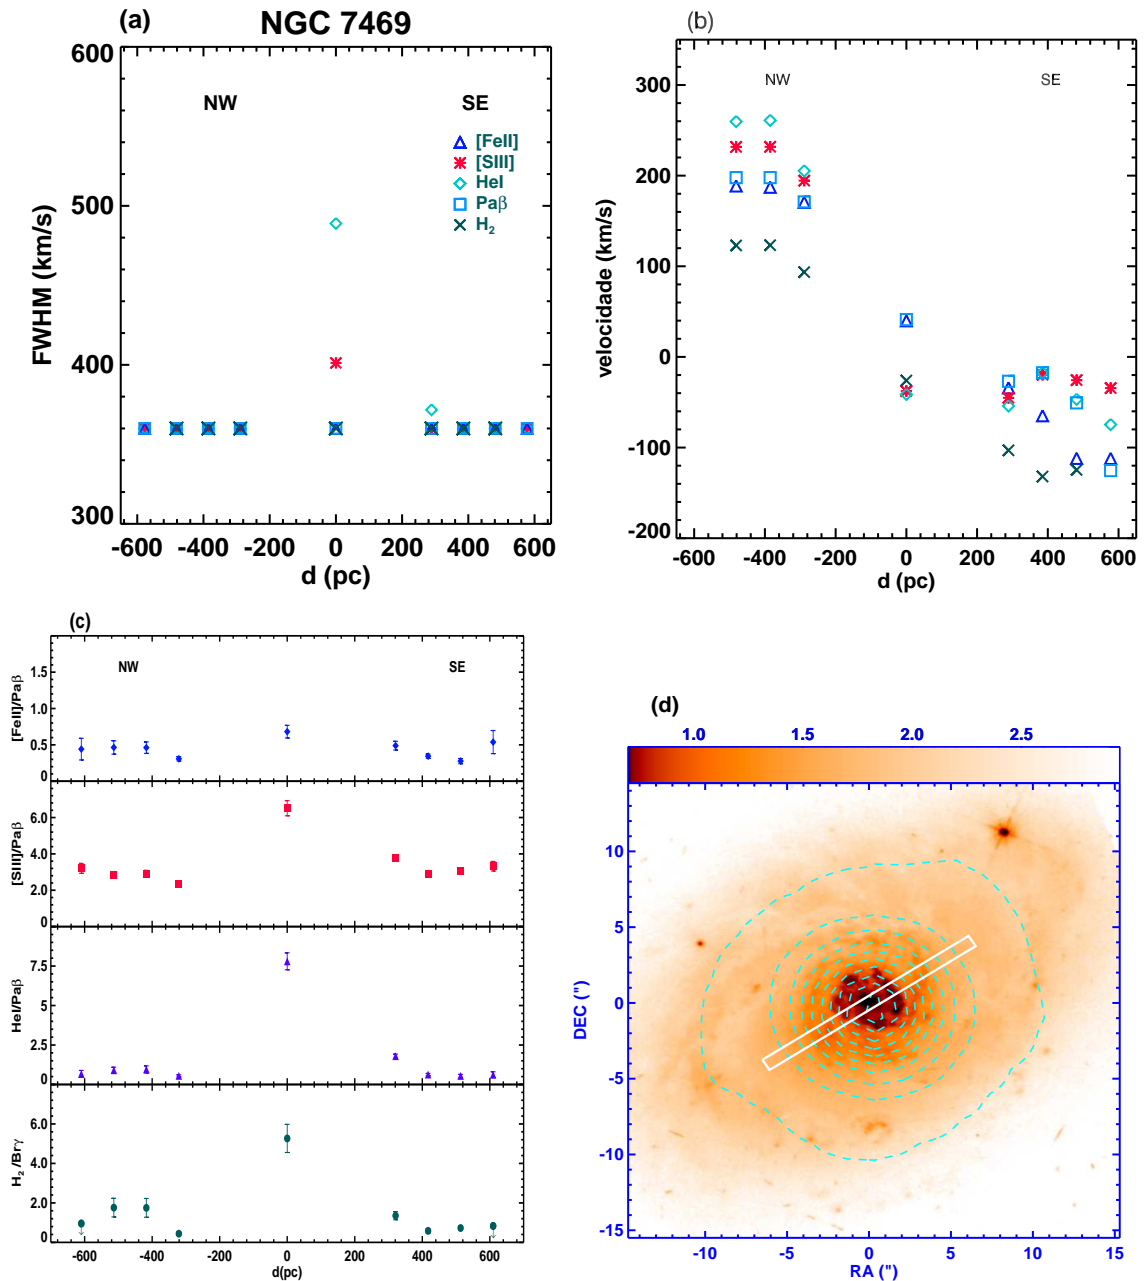 (a) NGC 7469
600
500
400
300
FWHM (km/s)
NW SE
[FeII]
[SIII]
HeI
Paβ
H₂
-600 -400 -200 0 200 400 600
d (pc)
(b)
300
200
100
0
-100
-200
velocidade (km/s)
NW SE
-600 -400 -200 0 200 400 600
d (pc)
(c)
NW SE
[FeII]/Paβ
1.5
1.0
0.5
0
[SIII]/Paβ
6.0
4.0
2.0
0
HeI/Paβ
7.5
5.0
2.5
0
H₂/Brγ
6.0
4.0
2.0
0
-600 -400 -200 0 200 400 600
d(pc)
(d)
1.0 1.5 2.0 2.5
10
5
0
-5
-10
-15
DEC (")
-10 -5 0 5 10 15
RA (")